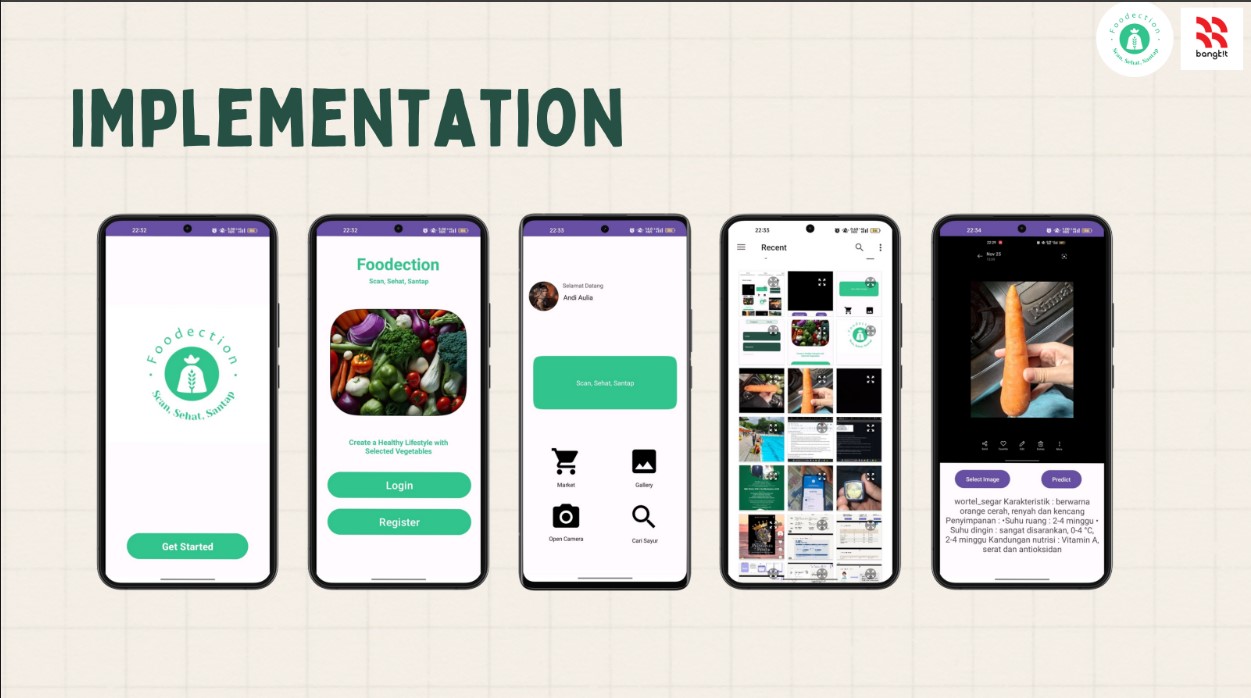 Foodection
Scan, Sehat, Santap
bangk!t
IMPLEMENTATION
22:32
Foodection
Scan, Sehat, Santap
Get Started
22:32
Foodection
Scan, Sehat, Santap
Create a Healthy Lifestyle with
Selected Vegetables
Login
Register
22:33
Selamat Datang
Andi Aulia
Scan, Sehat, Santap
Market
Gallery
Open Camera
Cari Sayur
22:33
Recent
22:34
Nov 25
Select Image
Predict
wortel_segar Karakteristik : berwarna
orange cerah, renyah dan kencang
Penyimpanan : •Suhu ruang : 2-4 minggu •
Suhu dingin : sangat disarankan, 0-4 °C,
2-4 minggu Kandungan nutrisi : Vitamin A,
serat dan antioksidan